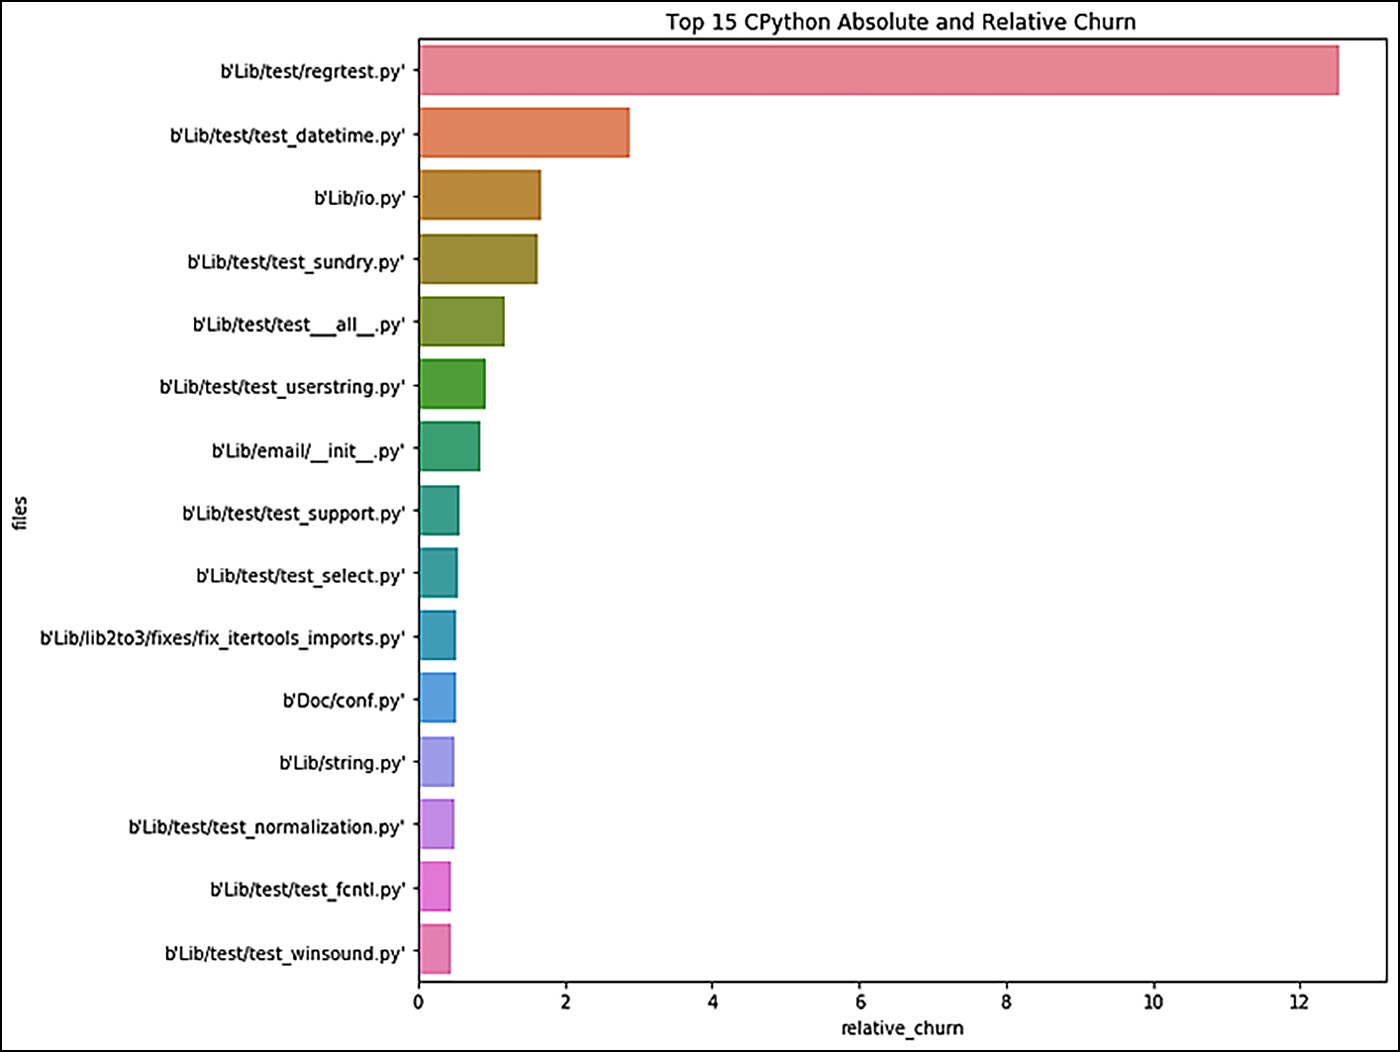 Top 15 CPython Absolute and Relative Churn
b'Lib/test/regrtest.py'
b'Lib/test/test_datetime.py'
b'Lib/io.py'
b'Lib/test/test_sundry.py'
b'Lib/test/test___all__.py'
b'Lib/test/test_userstring.py'
b'Lib/email/__init__.py'
b'Lib/test/test_support.py'
b'Lib/test/test_select.py'
b'Lib/lib2to3/fixes/fix_itertools_imports.py'
b'Doc/conf.py'
b'Lib/string.py'
b'Lib/test/test_normalization.py'
b'Lib/test/test_fcntl.py'
b'Lib/test/test_winsound.py'
files
0 2 4 6 8 10 12
relative_churn